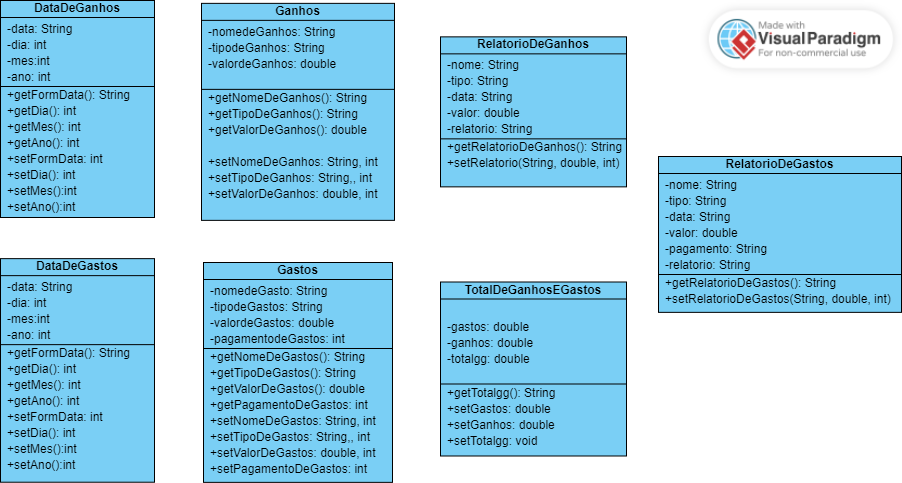 DataDeGanhos
-data: String
-dia: int
-mes:int
-ano: int
+getFormData(): String
+getDia(): int
+getMes(): int
+getAno(): int
+setFormData: int
+setDia(): int
+setMes():int
+setAno():int
Ganhos
-nomedeGanhos: String
-tipodeGanhos: String
-valordeGanhos: double
+getNomeDeGanhos(): String
+getTipoDeGanhos(): String
+getValorDeGanhos(): double
+setNomeDeGanhos: String, int
+setTipoDeGanhos: String,, int
+setValorDeGanhos: double, int
RelatorioDeGanhos
-nome: String
-tipo: String
-data: String
-valor: double
-relatorio: String
+getRelatorioDeGanhos(): String
+setRelatorio(String, double, int)
Made with
VisualParadigm
For non-commercial use
RelatorioDeGastos
-nome: String
-tipo: String
-data: String
-valor: double
-pagamento: String
-relatorio: String
+getRelatorioDeGastos(): String
+setRelatorioDeGastos(String, double, int)
DataDeGastos
-data: String
-dia: int
-mes:int
-ano: int
+getFormData(): String
+getDia(): int
+getMes(): int
+getAno(): int
+setFormData: int
+setDia(): int
+setMes():int
+setAno():int
Gastos
-nomedeGasto: String
-tipodeGastos: String
-valordeGastos: double
-pagamentodeGastos: int
+getNomeDeGastos(): String
+getTipoDeGastos(): String
+getValorDeGastos(): double
+getPagamentoDeGastos: int
+setNomeDeGastos: String, int
+setTipoDeGastos: String,, int
+setValorDeGastos: double, int
+setPagamentoDeGastos: int
TotalDeGanhosEGastos
-gastos: double
-ganhos: double
-totalgg: double
+getTotalgg(): String
+setGastos: double
+setGanhos: double
+setTotalgg: void